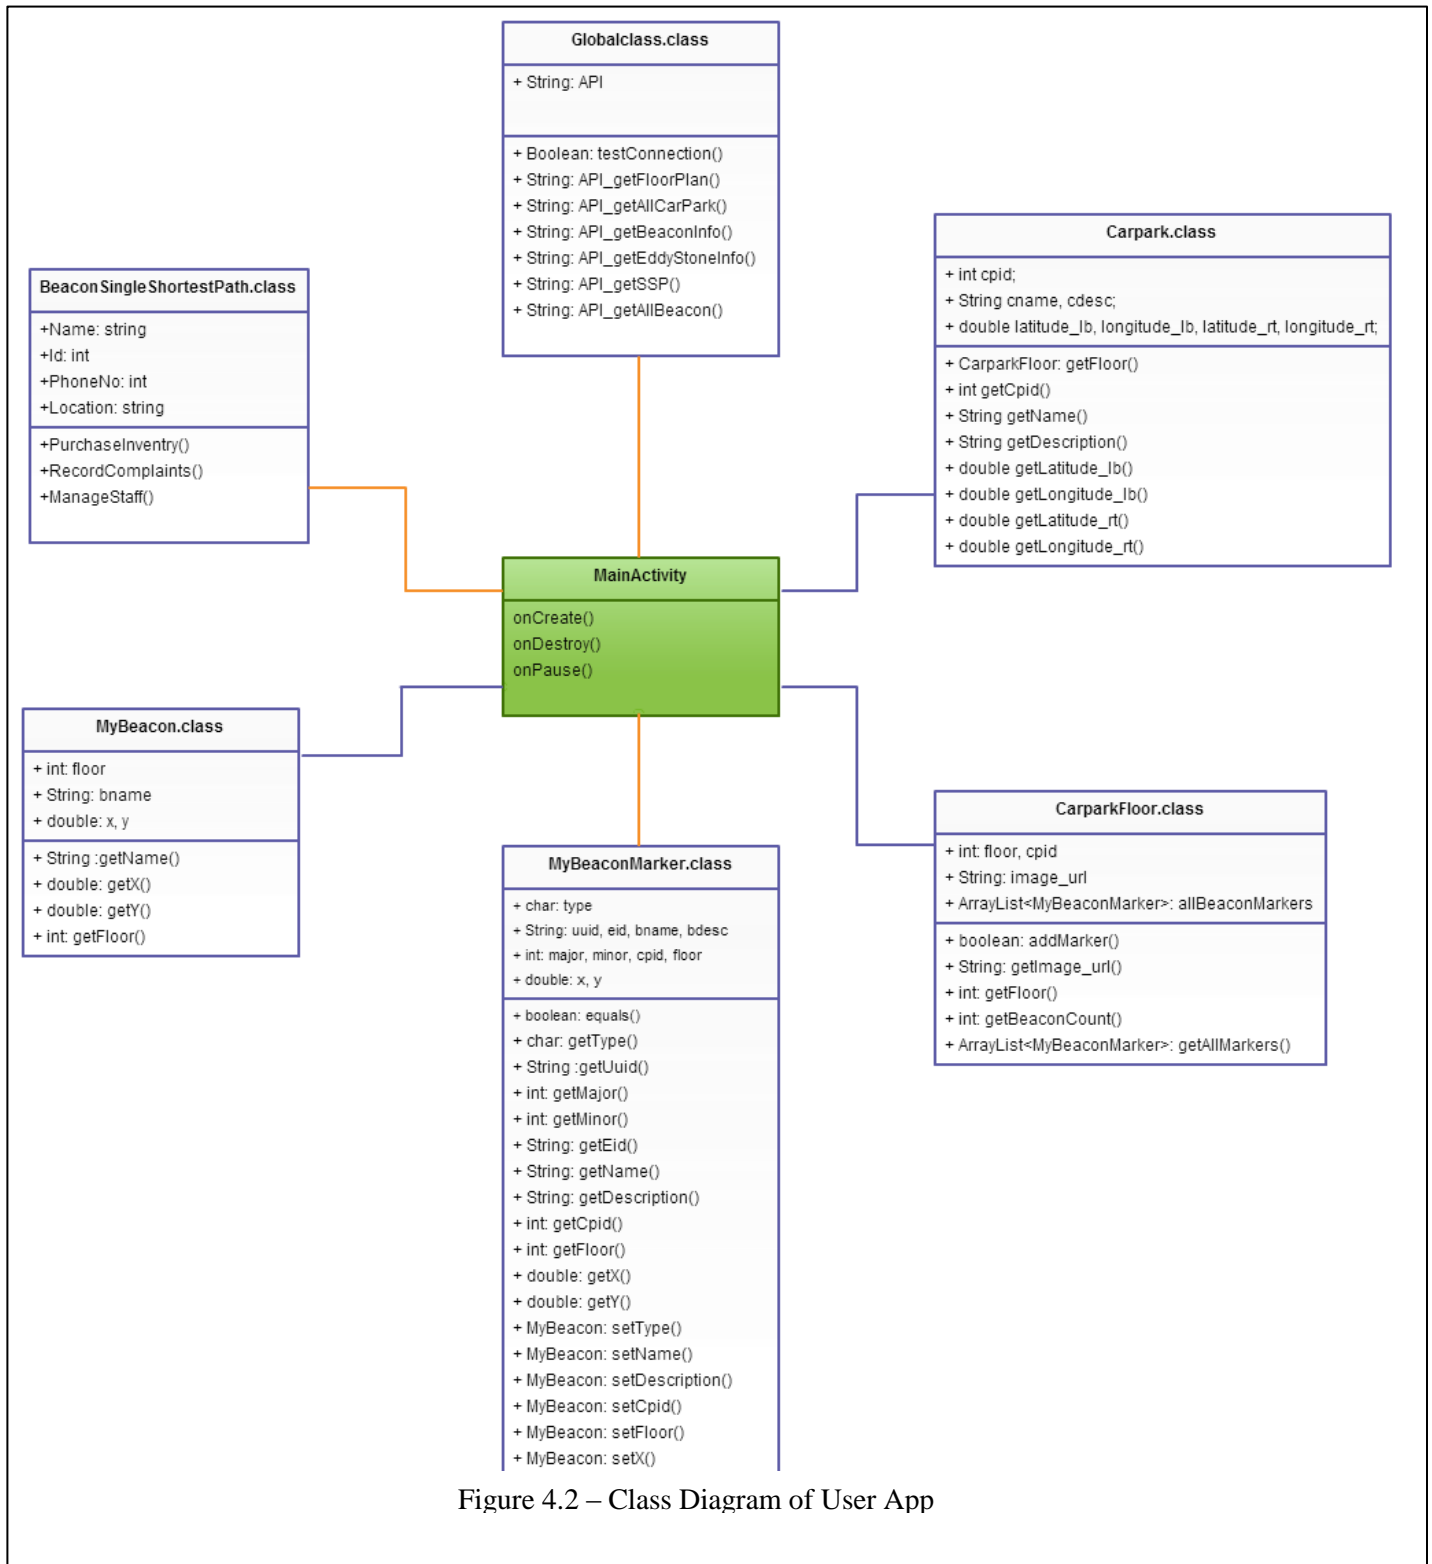 Globalclass.class
+ String: API
+ Boolean: testConnection()
+ String: API_getFloorPlan()
+ String: API_getAllCarPark()
+ String: API_getBeaconInfo()
+ String: API_getEddyStoneInfo()
+ String: API_getSSP()
+ String: API_getAllBeacon()
Carpark.class
+ int cpid;
+ String cname, cdesc;
+ double latitude_lb, longitude_lb, latitude_rt, longitude_rt;
+ CarparkFloor: getFloor()
+ int getCpid()
+ String getName()
+ String getDescription()
+ double getLatitude_lb()
+ double getLongitude_lb()
+ double getLatitude_rt()
+ double getLongitude_rt()
BeaconSingleShortestPath.class
+Name: string
+Id: int
+PhoneNo: int
+Location: string
+PurchaseInventry()
+RecordComplaints()
+ManageStaff()
MainActivity
onCreate()
onDestroy()
onPause()
MyBeacon.class
+ int: floor
+ String: bname
+ double: x, y
+ String :getName()
+ double: getX()
+ double: getY()
+ int: getFloor()
CarparkFloor.class
+ int: floor, cpid
+ String: image_url
+ ArrayList<MyBeaconMarker>: allBeaconMarkers
+ boolean: addMarker()
+ String: getImage_url()
+ int: getFloor()
+ int: getBeaconCount()
+ ArrayList<MyBeaconMarker>: getAllMarkers()
MyBeaconMarker.class
+ char: type
+ String: uuid, eid, bname, bdesc
+ int: major, minor, cpid, floor
+ double: x, y
+ boolean: equals()
+ char: getType()
+ String :getUuid()
+ int: getMajor()
+ int: getMinor()
+ String: getEid()
+ String: getName()
+ String: getDescription()
+ int: getCpid()
+ int: getFloor()
+ double: getX()
+ double: getY()
+ MyBeacon: setType()
+ MyBeacon: setName()
+ MyBeacon: setDescription()
+ MyBeacon: setCpid()
+ MyBeacon: setFloor()
+ MyBeacon: setX()
Figure 4.2 – Class Diagram of User App